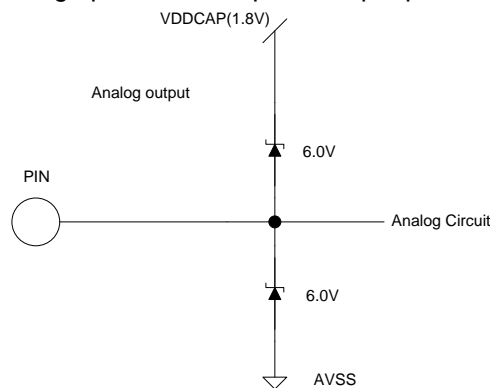 VDDCAP(1.8V)
Analog output
6.0V
PIN
Analog Circuit
6.0V
AVSS